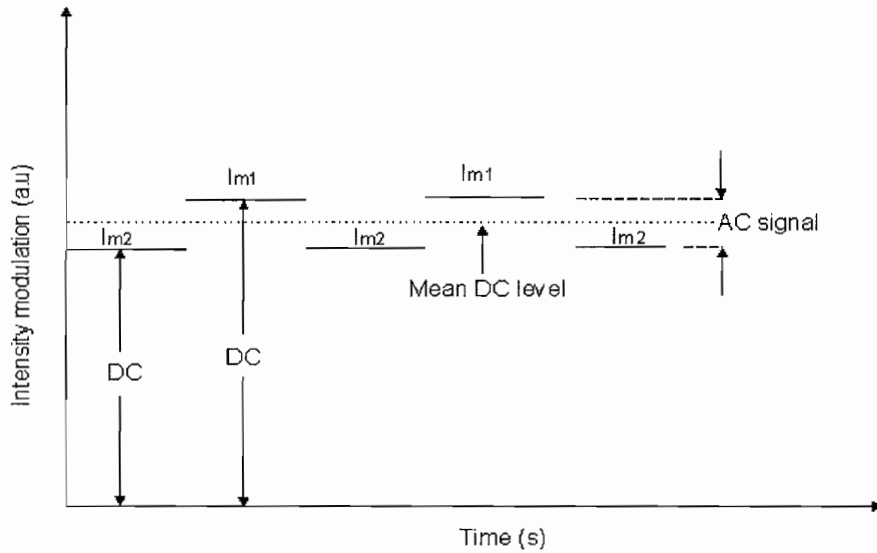 Intensity modulation (a.u)
Im1
Im1
AC signal
Im2
Im2
Im2
Mean DC level
DC
DC
Time (s)